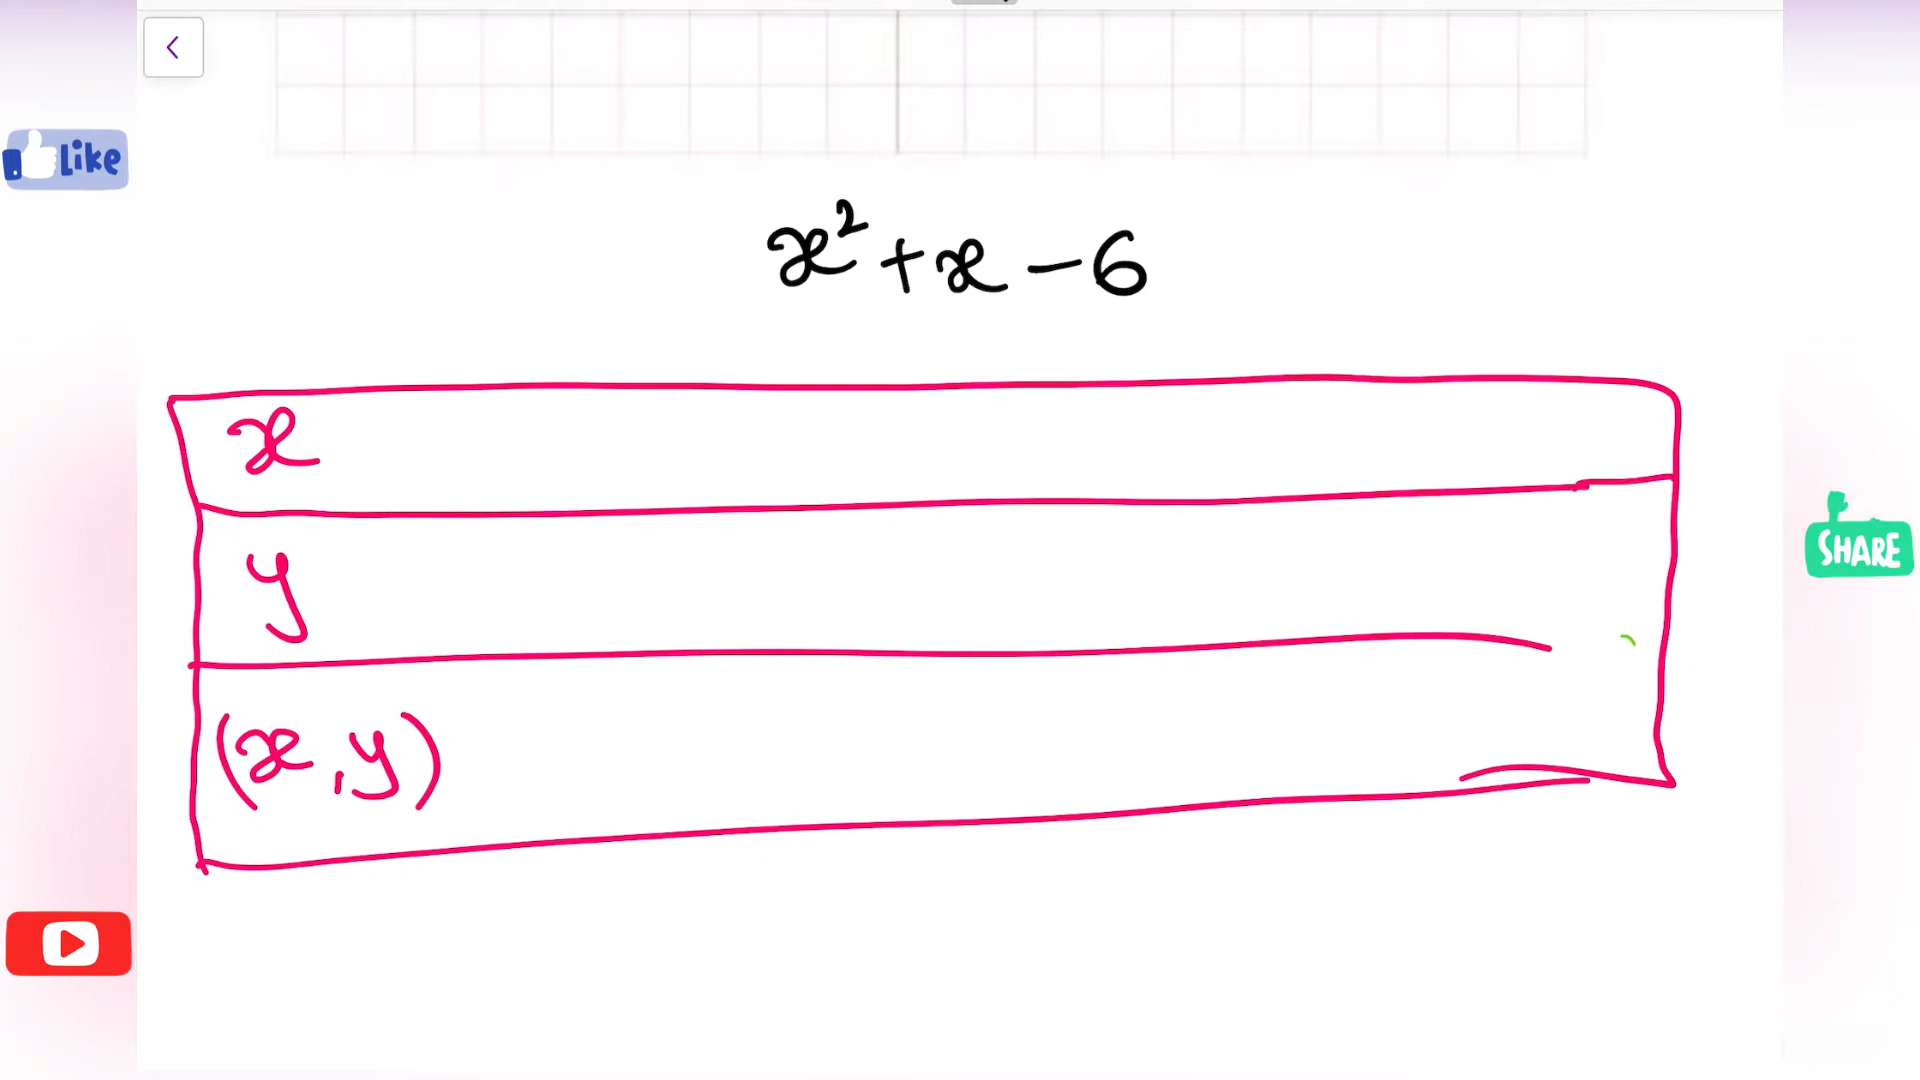 Like
x² + x - 6
x
y
SHARE
(x, y)